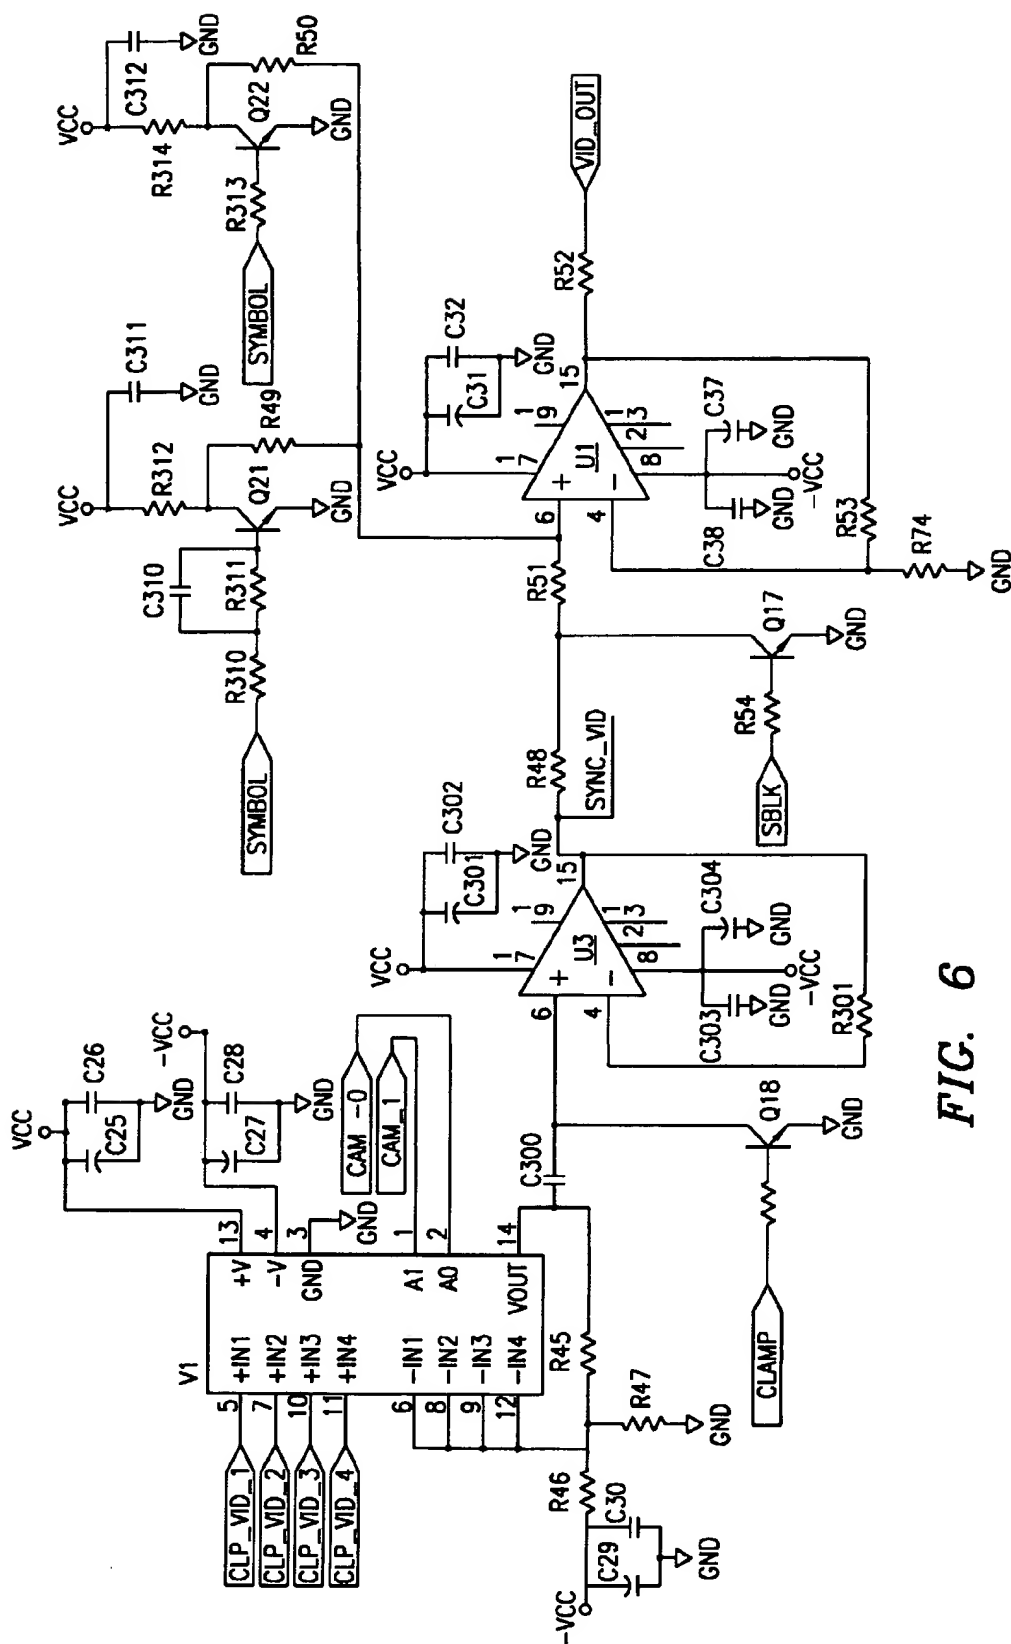 V1
CLP_VID_1
CLP_VID_2
CLP_VID_3
CLP_VID_4
5
7
10
11
6
8
9
12
+IN1
+IN2
+IN3
+IN4
-IN1
-IN2
-IN3
-IN4
+V
-V
GND
A1
A0
VOUT
13
4
3
1
2
14
VCC
C25
C26
GND
-VCC
C27
C28
GND
GND
CAM_-0
CAM_1
-VCC
C29
C30
GND
R46
R47
GND
R45
C300
CLAMP
Q18
GND
VCC
C301
C302
GND
6
4
+
-
U3
1
7
1
9
15
1
3
2
8
C303
GND
C304
GND
-VCC
R301
SYNC_VID
R48
SBLK
R54
Q17
GND
R51
VCC
C31
C32
GND
6
4
+
-
U1
1
7
1
9
15
1
3
2
8
C38
GND
C37
GND
-VCC
R53
R74
GND
R52
VID_OUT
SYMBOL
R310
R311
C310
VCC
R312
C311
GND
Q21
GND
R49
SYMBOL
R313
VCC
R314
C312
GND
Q22
GND
R50
FIG. 6